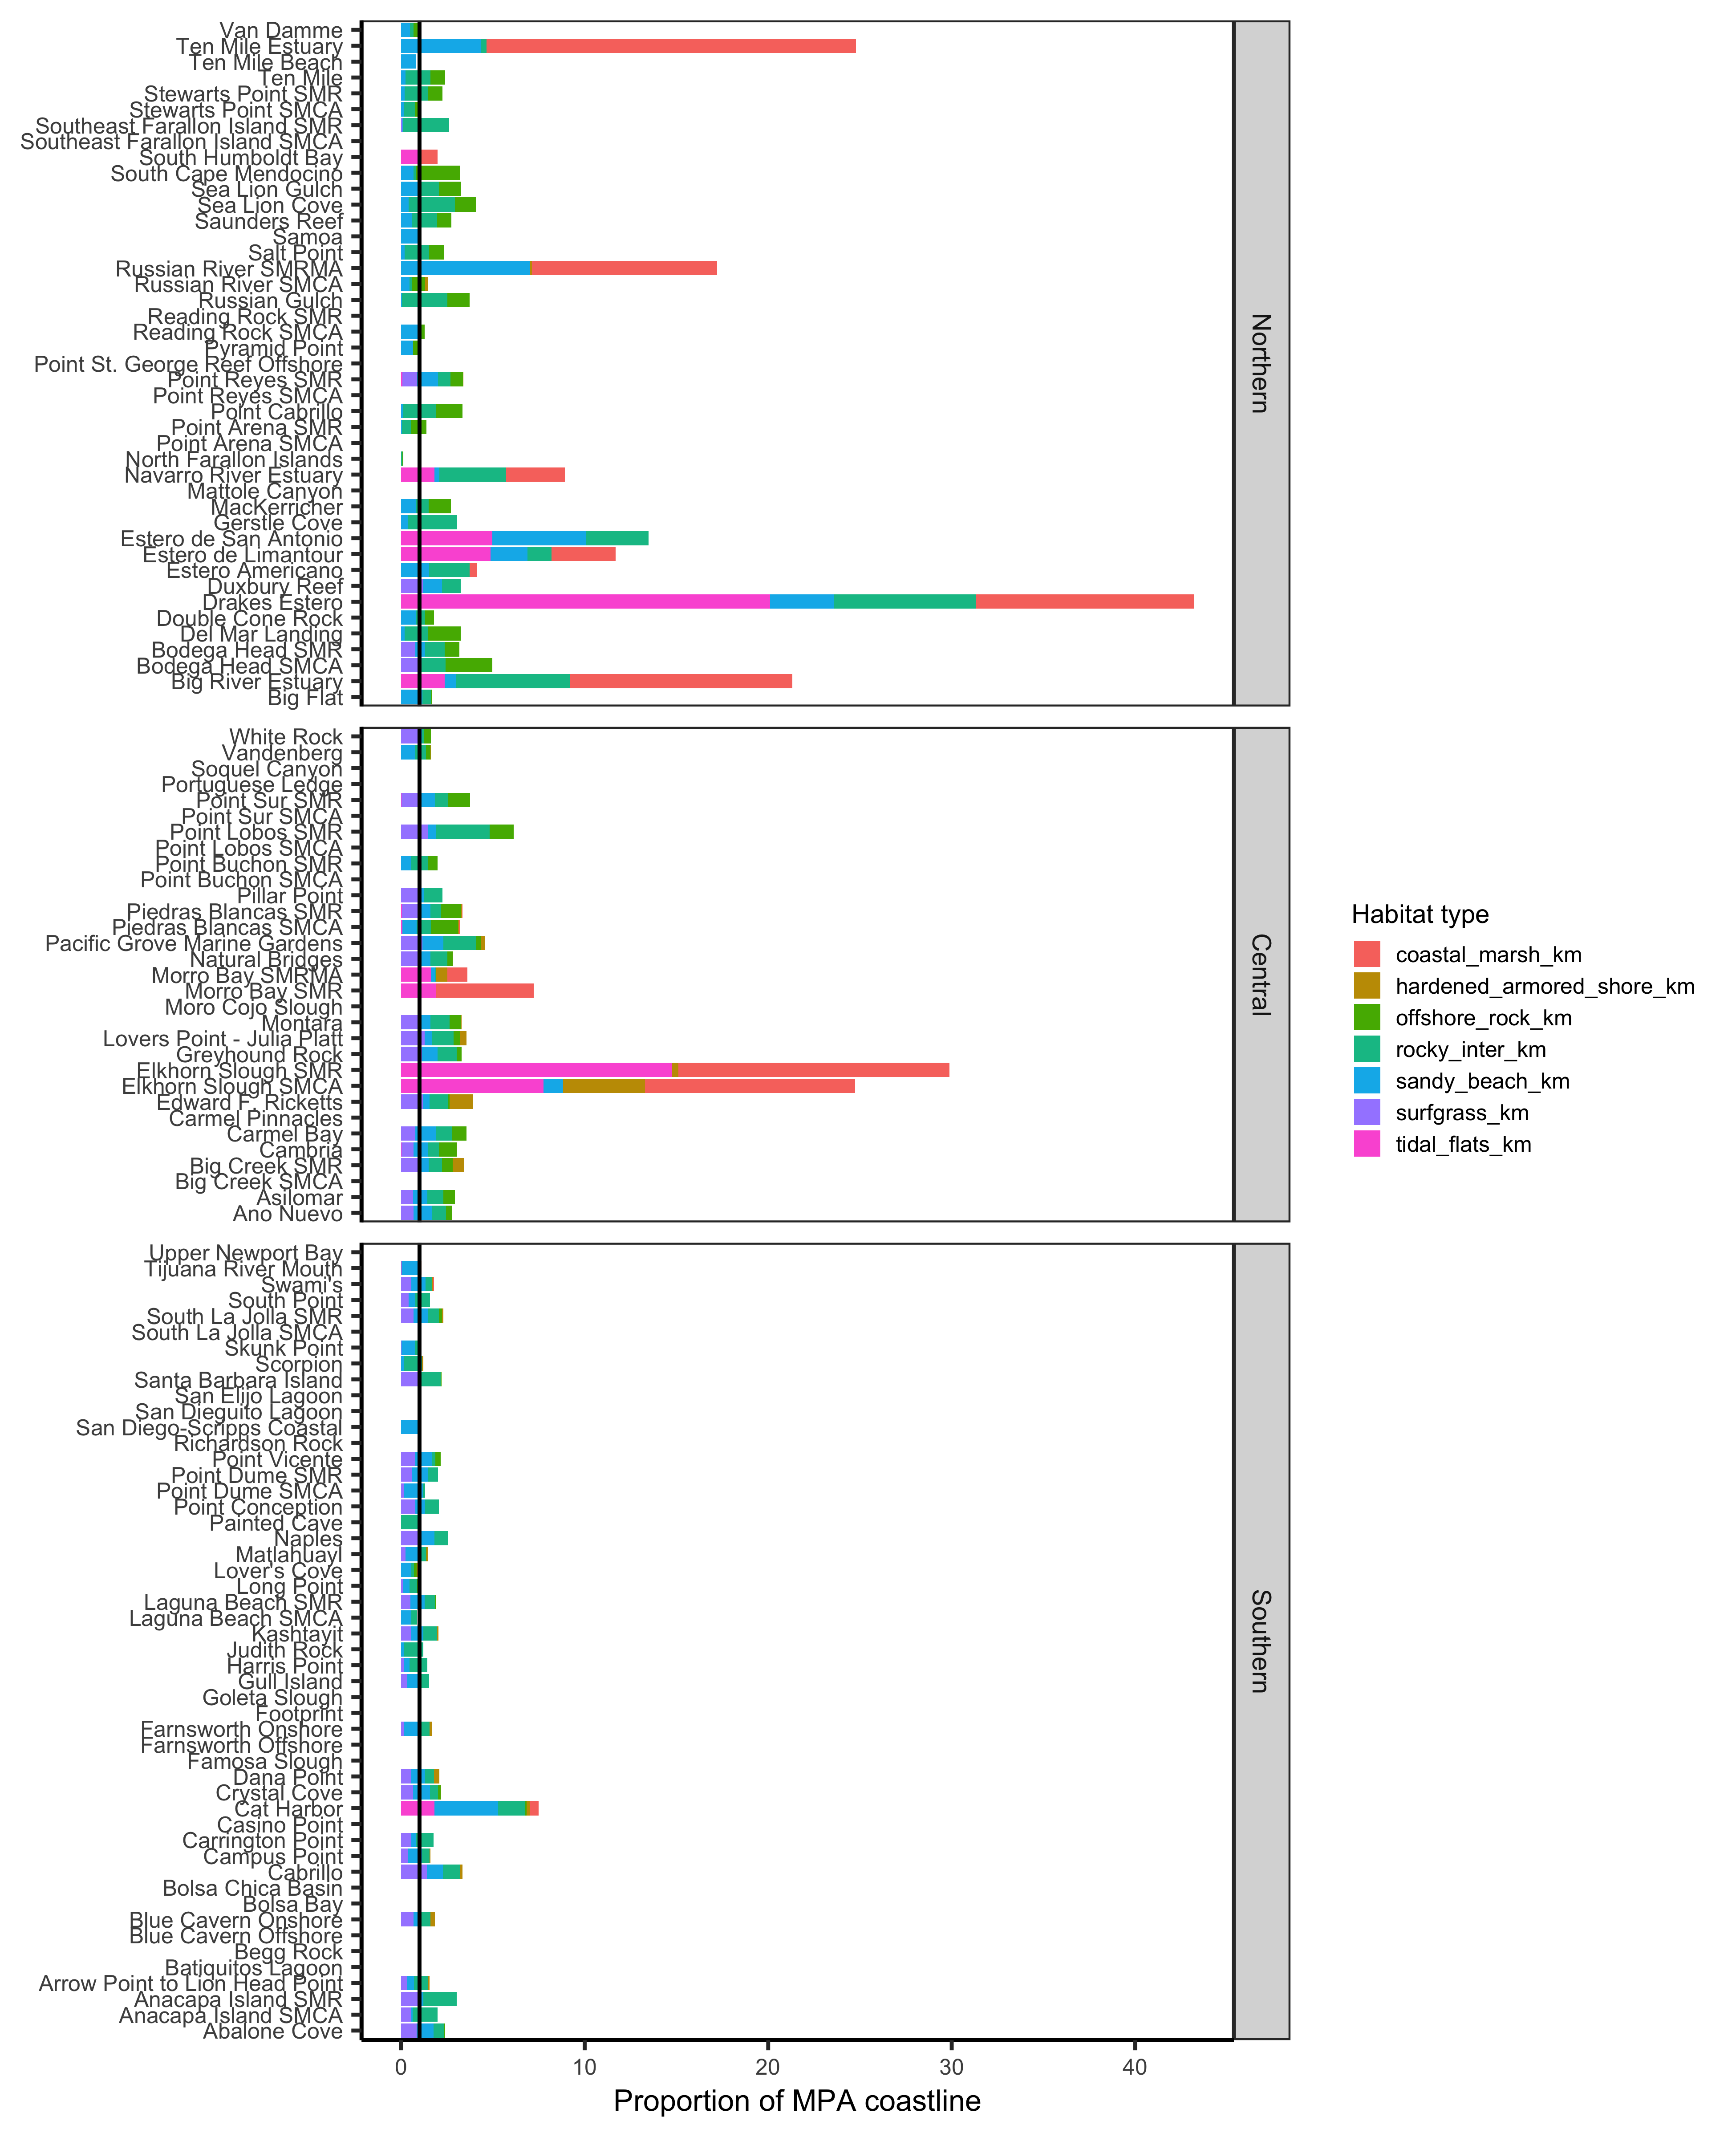 Van Damme
Ten Mile Estuary
Ten Mile Beach
Ten Mile
Stewarts Point SMR
Stewarts Point SMCA
Southeast Farallon Island SMR
Southeast Farallon Island SMCA
South Humboldt Bay
South Cape Mendocino
Sea Lion Gulch
Sea Lion Cove
Saunders Reef
Samoa
Salt Point
Russian River SMRMA
Russian River SMCA
Russian Gulch
Reading Rock SMR
Reading Rock SMCA
Pyramid Point
Point St. George Reef Offshore
Point Reyes SMR
Point Reyes SMCA
Point Cabrillo
Point Arena SMR
Point Arena SMCA
North Farallon Islands
Navarro River Estuary
Mattole Canyon
MacKerricher
Gerstle Cove
Estero de San Antonio
Estero de Limantour
Estero Americano
Duxbury Reef
Drakes Estero
Double Cone Rock
Del Mar Landing
Bodega Head SMR
Bodega Head SMCA
Big River Estuary
Big Flat
Northern
White Rock
Vandenberg
Soquel Canyon
Portuguese Ledge
Point Sur SMR
Point Sur SMCA
Point Lobos SMR
Point Lobos SMCA
Point Buchon SMR
Point Buchon SMCA
Pillar Point
Piedras Blancas SMR
Piedras Blancas SMCA
Pacific Grove Marine Gardens
Natural Bridges
Morro Bay SMRMA
Morro Bay SMR
Moro Cojo Slough
Montara
Lovers Point - Julia Platt
Greyhound Rock
Elkhorn Slough SMR
Elkhorn Slough SMCA
Edward F. Ricketts
Carmel Pinnacles
Carmel Bay
Cambria
Big Creek SMR
Big Creek SMCA
Asilomar
Ano Nuevo
Central
Upper Newport Bay
Tijuana River Mouth
Swami's
South Point
South La Jolla SMR
South La Jolla SMCA
Skunk Point
Scorpion
Santa Barbara Island
San Elijo Lagoon
San Dieguito Lagoon
San Diego-Scripps Coastal
Richardson Rock
Point Vicente
Point Dume SMR
Point Dume SMCA
Point Conception
Painted Cave
Naples
Matlahuayl
Lover's Cove
Long Point
Laguna Beach SMR
Laguna Beach SMCA
Kashtayit
Judith Rock
Harris Point
Gull Island
Goleta Slough
Footprint
Farnsworth Onshore
Farnsworth Offshore
Famosa Slough
Dana Point
Crystal Cove
Cat Harbor
Casino Point
Carrington Point
Campus Point
Cabrillo
Bolsa Chica Basin
Bolsa Bay
Blue Cavern Onshore
Blue Cavern Offshore
Begg Rock
Batiquitos Lagoon
Arrow Point to Lion Head Point
Anacapa Island SMR
Anacapa Island SMCA
Abalone Cove
Southern
0 10 20 30 40
Proportion of MPA coastline
Habitat type
coastal_marsh_km
hardened_armored_shore_km
offshore_rock_km
rocky_inter_km
sandy_beach_km
surfgrass_km
tidal_flats_km